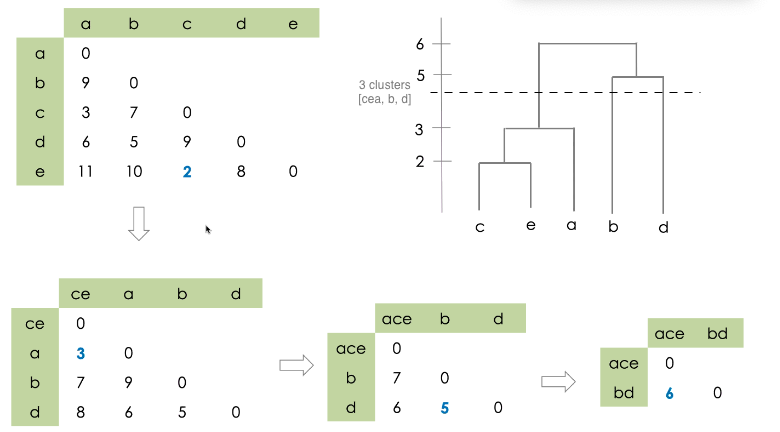 a b c d e
a 0
b 9 0
c 3 7 0
d 6 5 9 0
e 11 10 2 8 0
6
5
3 clusters
[cea, b, d]
3
2
c e a b d
ce a b d
ce 0
a 3 0
b 7 9 0
d 8 6 5 0
ace b d
ace 0
b 7 0
d 6 5 0
ace bd
ace 0
bd 6 0